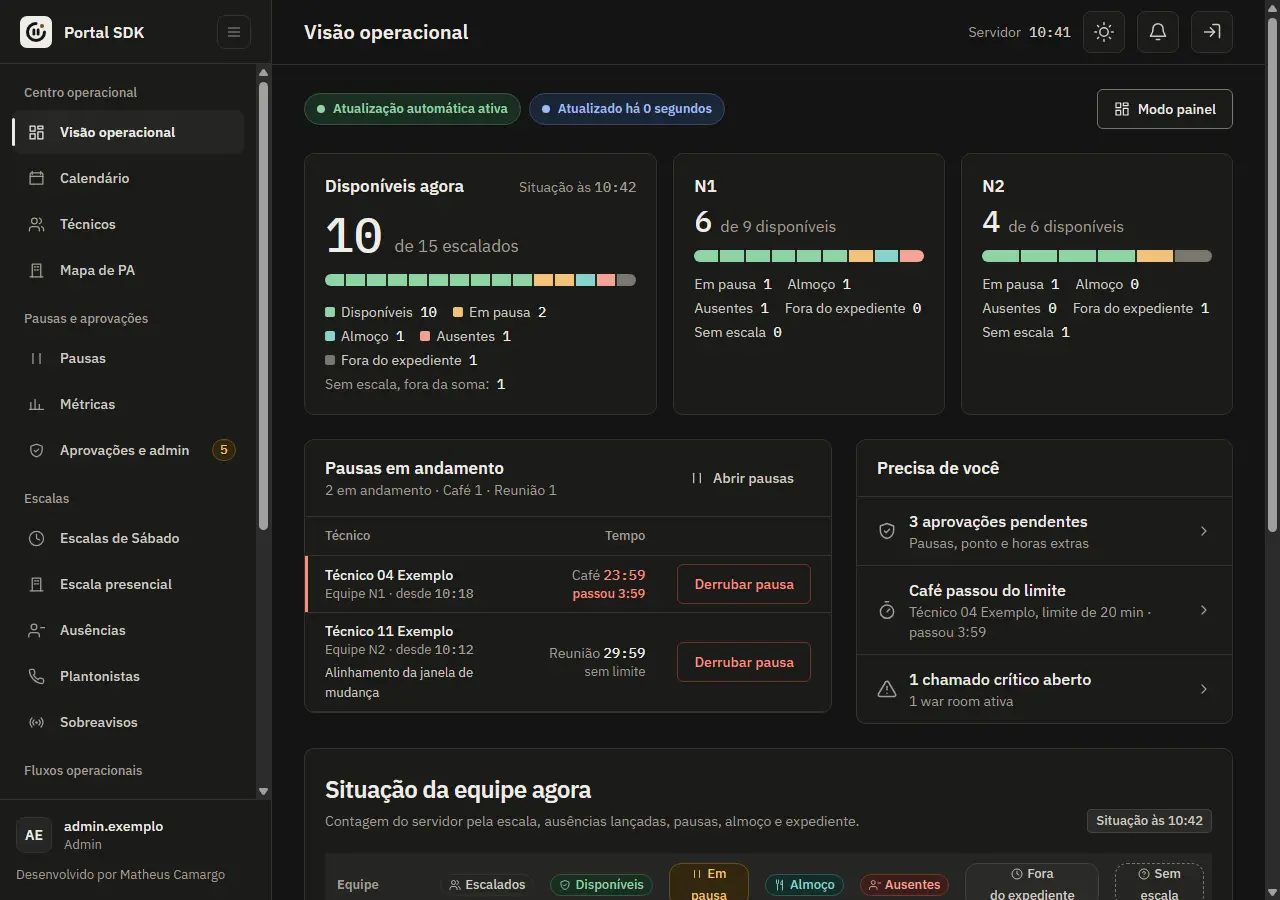 Portal SDK
Centro operacional
Visão operacional
Calendário
Técnicos
Mapa de PA
Pausas e aprovações
Pausas
Métricas
Aprovações e admin 5
Escalas
Escalas de Sábado
Escala presencial
Ausências
Plantonistas
Sobreavisos
Fluxos operacionais
AE
admin.exemplo
Admin
Desenvolvido por Matheus Camargo
Visão operacional
Servidor 10:41
Atualização automática ativa
Atualizado há 0 segundos
Modo painel
Disponíveis agora
Situação às 10:42
10 de 15 escalados
Disponíveis 10 Em pausa 2
Almoço 1 Ausentes 1
Fora do expediente 1
Sem escala, fora da soma: 1
N1
6 de 9 disponíveis
Em pausa 1 Almoço 1
Ausentes 1 Fora do expediente 0
Sem escala 0
N2
4 de 6 disponíveis
Em pausa 1 Almoço 0
Ausentes 0 Fora do expediente 1
Sem escala 1
Pausas em andamento
2 em andamento · Café 1 · Reunião 1
Abrir pausas
Técnico Tempo
Técnico 04 Exemplo
Equipe N1 · desde 10:18
Café 23:59
passou 3:59
Derrubar pausa
Técnico 11 Exemplo
Equipe N2 · desde 10:12
Alinhamento da janela de
mudança
Reunião 29:59
sem limite
Derrubar pausa
Precisa de você
3 aprovações pendentes
Pausas, ponto e horas extras
Café passou do limite
Técnico 04 Exemplo, limite de 20 min ·
passou 3:59
1 chamado crítico aberto
1 war room ativa
Situação da equipe agora
Contagem do servidor pela escala, ausências lançadas, pausas, almoço e expediente.
Situação às 10:42
Equipe
Escalados
Disponíveis
Em
pausa
Almoço
Ausentes
Fora
do expediente
Sem
escala